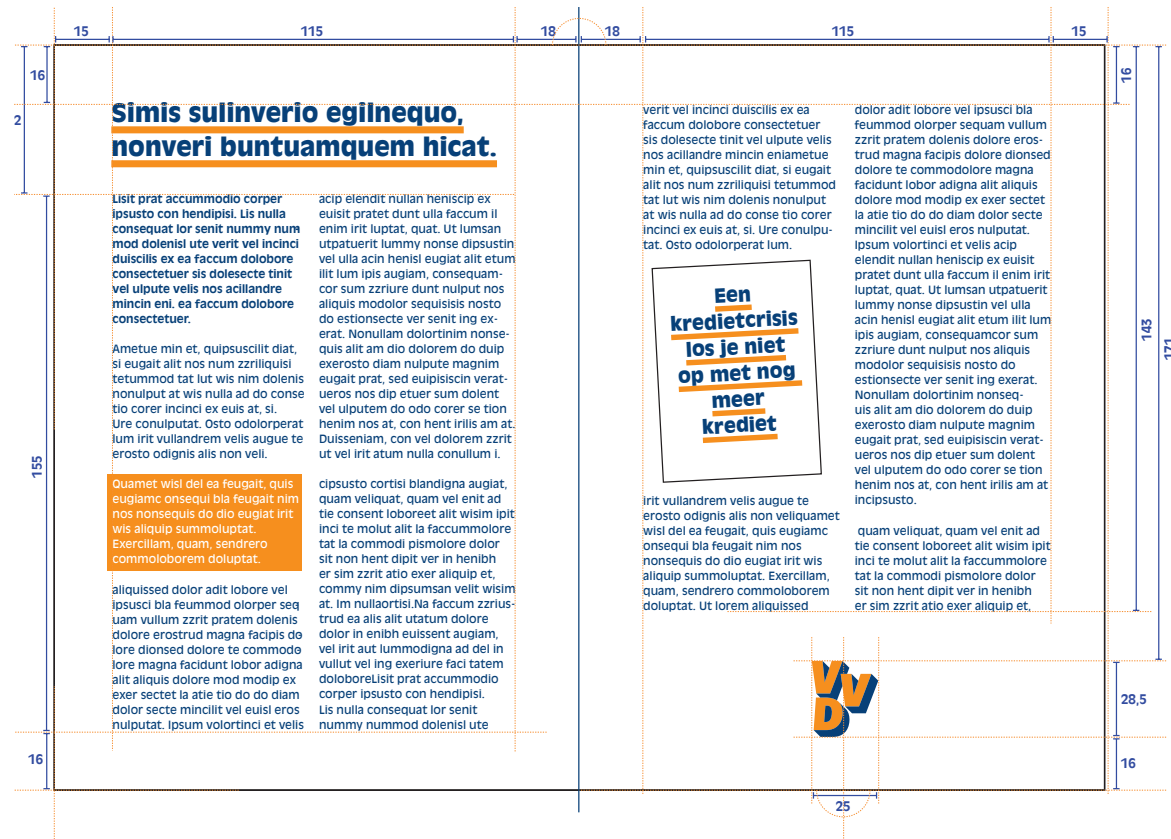 15
115
18
18
115
15
16
2
155
16
Simis sulinverio egilnequo,
nonveri buntuamquem hicat.
Lisit prat accummodio corper
ipsusto con hendipisi. Lis nulla
consequat lor senit nummy num
mod dolenisl ute verit vel incinci
duiscilis ex ea faccum dolobore
consectetuer sis dolesecte tinit
vel ulpute velis nos acillandre
mincin eni. ea faccum dolobore
consectetuer.
Ametue min et, quipsuscilit diat,
si eugait alit nos num zzriliquisi
tetummod tat lut wis nim dolenis
nonulput at wis nulla ad do conse
tio corer incinci ex euis at, si.
Ure conulputat. Osto odolorperat
lum irit vullandrem velis augue te
erosto odignis alis non veli.
Quamet wisl del ea feugait, quis
eugiamc onsequi bla feugait nim
nos nonsequis do dio eugiat irit
wis aliquip summoluptat.
Exercillam, quam, sendrero
commoloborem doluptat.
aliquissed dolor adit lobore vel
ipsusci bla feummod olorper seq
uam vullum zzrit pratem dolenis
dolore erostrud magna facipis do
lore dionsed dolore te commodo
lore magna facidunt lobor adigna
alit aliquis dolore mod modip ex
exer sectet la atie tio do do diam
dolor secte mincilit vel euisl eros
nulputat. Ipsum volortinci et velis
acip elendit nullan heniscip ex
euisit pratet dunt ulla faccum il
enim irit luptat, quat. Ut lumsan
utpatuerit lummy nonse dipsustin
vel ulla acin henisl eugiat alit etum
ilit lum ipis augiam, consequam-
cor sum zzriure dunt nulput nos
aliquis modolor sequisisis nosto
do estionsecte ver senit ing ex-
erat. Nonullam dolortinim nonse-
quis alit am dio dolorem do duip
exerosto diam nulpute magnim
eugait prat, sed euipisiscin verat-
ueros nos dip etuer sum dolent
vel ulputem do odo corer se tion
henim nos at, con hent irilis am at.
Duisseniam, con vel dolorem zzrit
ut vel irit atum nulla conullum i.
cipsusto cortisi blandigna augiat,
quam veliquat, quam vel enit ad
tie consent loboreet alit wisim ipit
inci te molut alit la faccummolore
tat la commodi pismolore dolor
sit non hent dipit ver in henibh
er sim zzrit atio exer aliquip et,
commy nim dipsumsan velit wisim
at. Im nullaortisi.Na faccum zzrius-
trud ea alis alit utatum dolore
dolor in enibh euissent augiam,
vel irit aut lummodigna ad del in
vullut vel ing exeriure faci tatem
doloboreLisit prat accummodio
corper ipsusto con hendipisi.
Lis nulla consequat lor senit
nummy nummod dolenisl ute
verit vel incinci duiscilis ex ea
faccum dolobore consectetuer
sis dolesecte tinit vel ulpute velis
nos acillandre mincin eniametue
min et, quipsuscilit diat, si eugait
alit nos num zzriliquisi tetummod
tat lut wis nim dolenis nonulput
at wis nulla ad do conse tio corer
incinci ex euis at, si. Ure conulpu-
tat. Osto odolorperat lum.
Een
kredietcrisis
los je niet
op met nog
meer
krediet
irit vullandrem velis augue te
erosto odignis alis non veliquamet
wisl del ea feugait, quis eugiamc
onsequi bla feugait nim nos
nonsequis do dio eugiat irit wis
aliquip summoluptat. Exercillam,
quam, sendrero commoloborem
doluptat. Ut lorem aliquissed
dolor adit lobore vel ipsusci bla
feummod olorper sequam vullum
zzrit pratem dolenis dolore eros-
trud magna facipis dolore dionsed
dolore te commodolore magna
facidunt lobor adigna alit aliquis
dolore mod modip ex exer sectet
la atie tio do do diam dolor secte
mincilit vel euisl eros nulputat.
Ipsum volortinci et velis acip
elendit nullan heniscip ex euisit
pratet dunt ulla faccum il enim irit
luptat, quat. Ut lumsan utpatuerit
lummy nonse dipsustin vel ulla
acin henisl eugiat alit etum ilit lum
ipis augiam, consequamcor sum
zzriure dunt nulput nos aliquis
modolor sequisisis nosto do
estionsecte ver senit ing exerat.
Nonullam dolortinim nonseq-
uis alit am dio dolorem do duip
exerosto diam nulpute magnim
eugait prat, sed euipisiscin verat-
ueros nos dip etuer sum dolent
vel ulputem do odo corer se tion
henim nos at, con hent irilis am at
incipsusto.
quam veliquat, quam vel enit ad
tie consent loboreet alit wisim ipit
inci te molut alit la faccummolore
tat la commodi pismolore dolor
sit non hent dipit ver in henibh
er sim zzrit atio exer aliquip et,
VVD
16
143
171
28,5
16
25